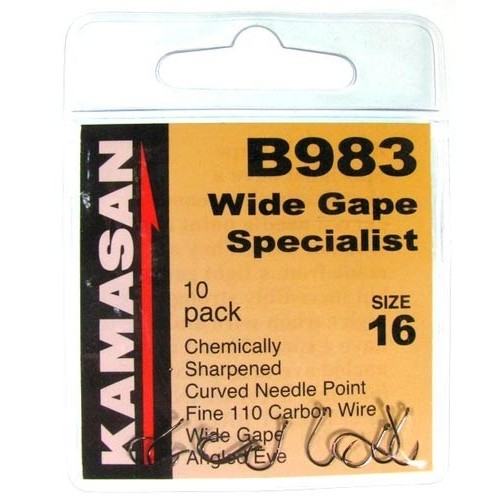 KAMASAN
B983
Wide Gape
Specialist
10
pack
SIZE
16
Chemically
Sharpened
Curved Needle Point
Fine 110 Carbon Wire
Wide Gape
Angled Eye